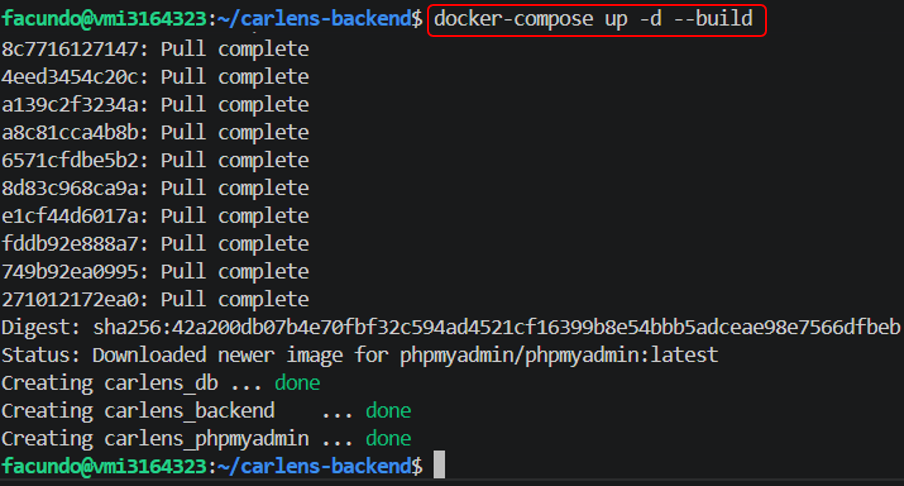 facundo@vmi3164323:~/carlens-backend$ docker-compose up -d --build
8c7716127147: Pull complete
4eed3454c20c: Pull complete
a139c2f3234a: Pull complete
a8c81cca4b8b: Pull complete
6571cfdbe5b2: Pull complete
8d83c968ca9a: Pull complete
e1cf44d6017a: Pull complete
fddb92e888a7: Pull complete
749b92ea0995: Pull complete
271012172ea0: Pull complete
Digest: sha256:42a200db07b4e70fbf32c594ad4521cf16399b8e54bbb5adceae98e7566dfbeb
Status: Downloaded newer image for phpmyadmin/phpmyadmin:latest
Creating carlens_db ... done
Creating carlens_backend    ... done
Creating carlens_phpmyadmin ... done
facundo@vmi3164323:~/carlens-backend$